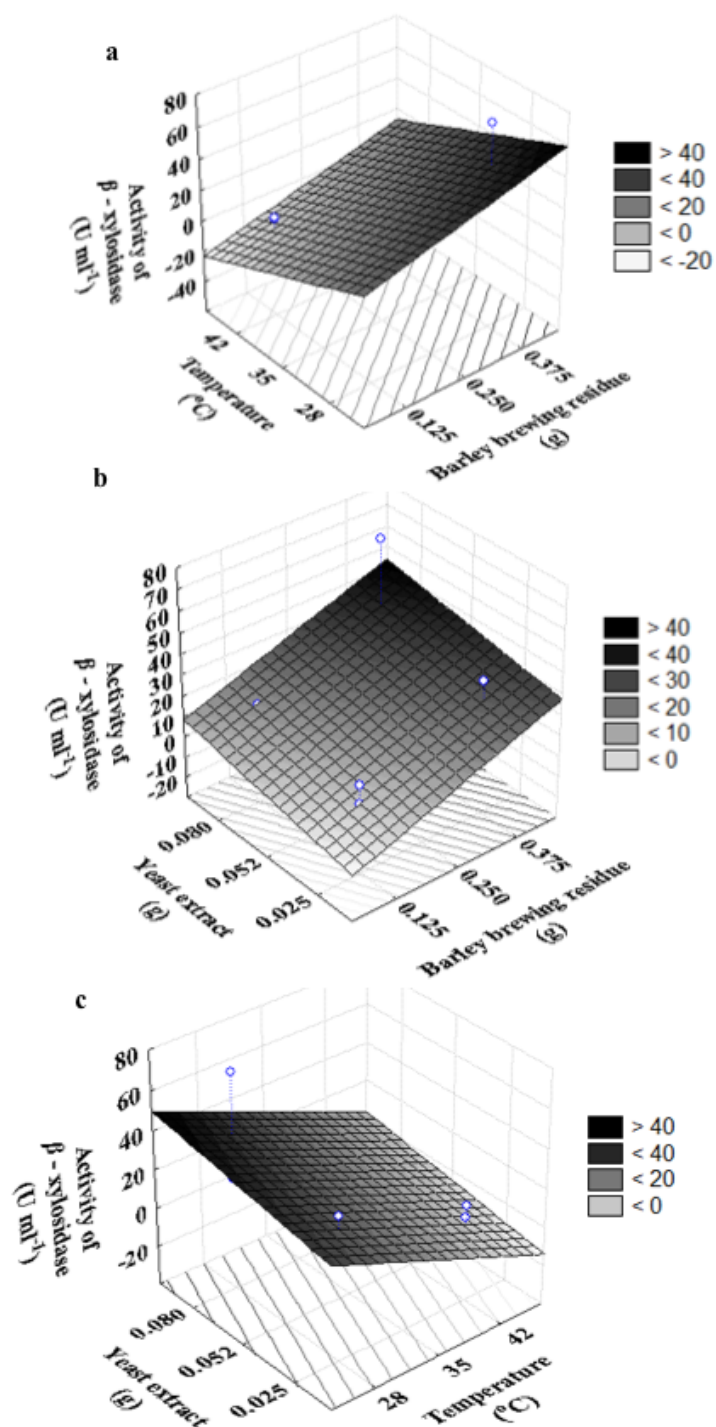 a
80
60
40
20
0
-20
-40
Activity of
β - xylosidase
(U ml-1)
42
35
28
Temperature
(°C)
0.125
0.250
0.375
Barley brewing residue
(g)
> 40
< 40
< 20
< 0
< -20
b
80
70
60
50
40
30
20
10
0
-10
-20
Activity of
β - xylosidase
(U ml-1)
0.080
0.052
0.025
Yeast extract
(g)
0.125
0.250
0.375
Barley brewing residue
(g)
> 40
< 40
< 30
< 20
< 10
< 0
c
80
60
40
20
0
-20
Activity of
β - xylosidase
(U ml-1)
0.080
0.052
0.025
Yeast extract
(g)
28
35
42
Temperature
(°C)
> 40
< 40
< 20
< 0